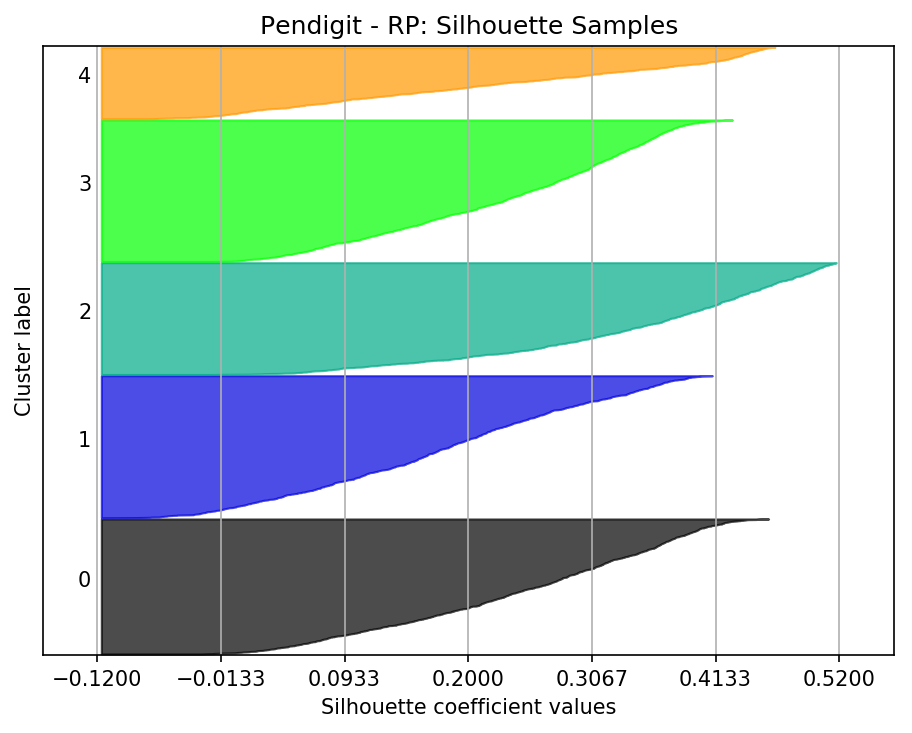 Pendigit - RP: Silhouette Samples
4
3
2
1
0
Cluster label
−0.1200 −0.0133 0.0933 0.2000 0.3067 0.4133 0.5200
Silhouette coefficient values